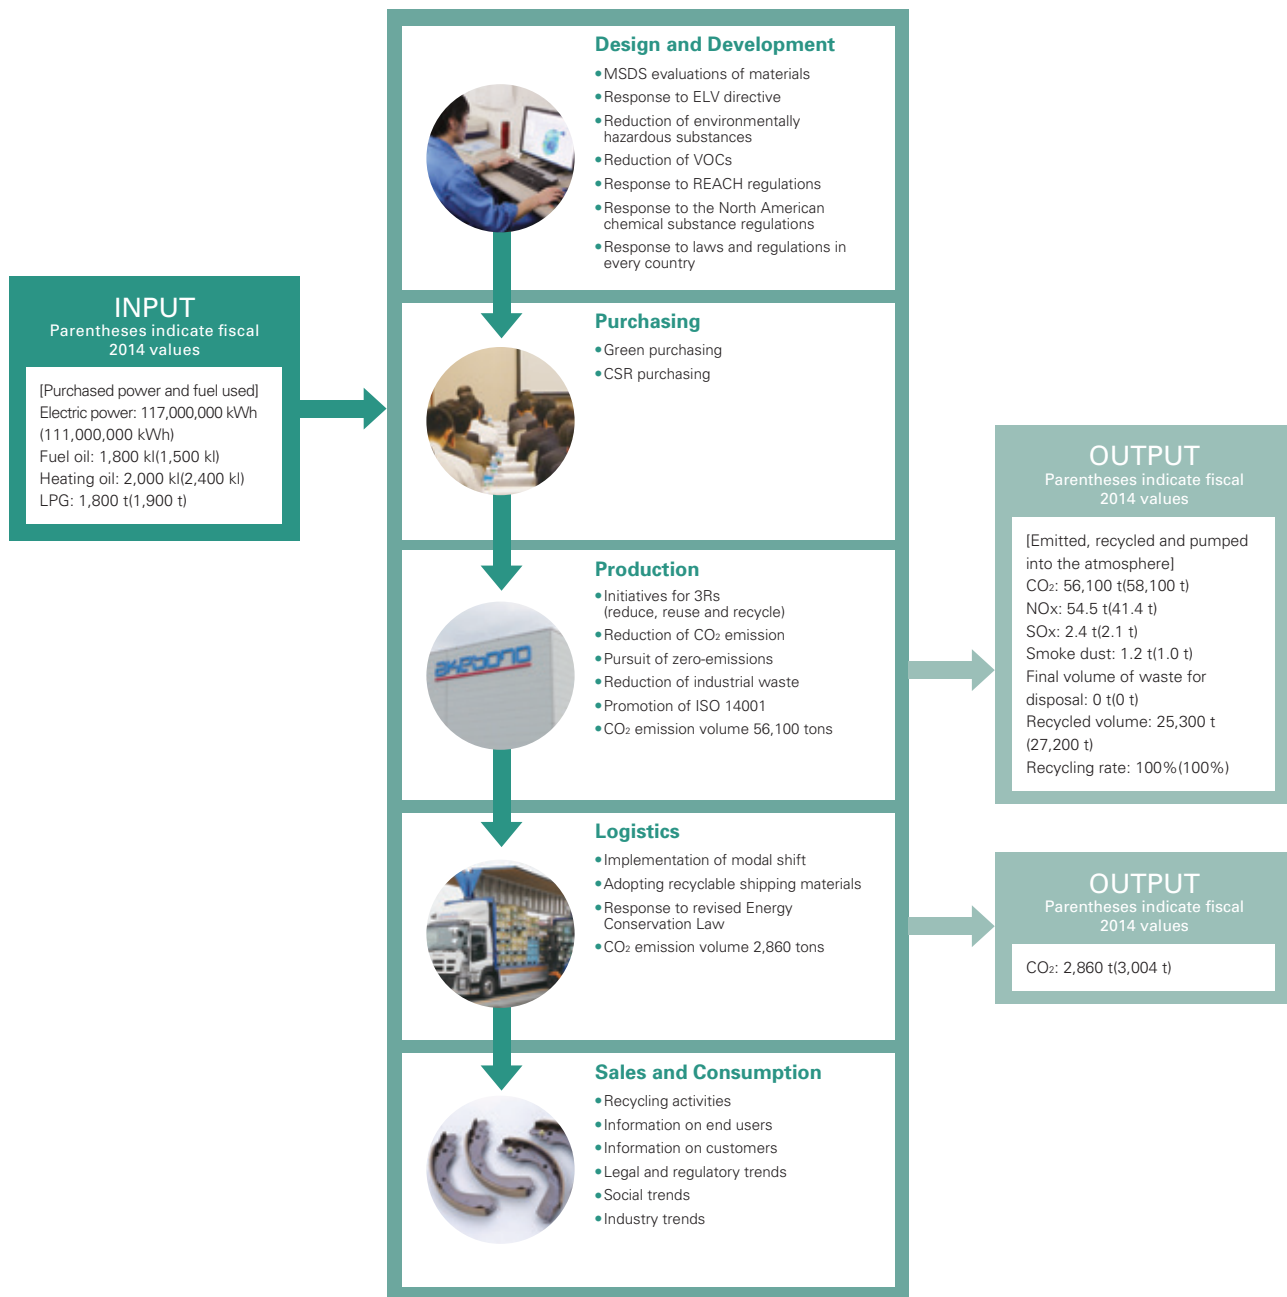 Design and Development
•MSDS evaluations of materials
•Response to ELV directive
•Reduction of environmentally
hazardous substances
•Reduction of VOCs
•Response to REACH regulations
•Response to the North American
chemical substance regulations
•Response to laws and regulations in
every country
INPUT
Parentheses indicate fiscal
2014 values
[Purchased power and fuel used]
Electric power: 117,000,000 kWh
(111,000,000 kWh)
Fuel oil: 1,800 kl(1,500 kl)
Heating oil: 2,000 kl(2,400 kl)
LPG: 1,800 t(1,900 t)
Purchasing
•Green purchasing
•CSR purchasing
Production
•Initiatives for 3Rs
(reduce, reuse and recycle)
•Reduction of CO₂ emission
•Pursuit of zero-emissions
•Reduction of industrial waste
•Promotion of ISO 14001
•CO₂ emission volume 56,100 tons
akebono
OUTPUT
Parentheses indicate fiscal
2014 values
[Emitted, recycled and pumped
into the atmosphere]
CO₂: 56,100 t(58,100 t)
NOx: 54.5 t(41.4 t)
SOx: 2.4 t(2.1 t)
Smoke dust: 1.2 t(1.0 t)
Final volume of waste for
disposal: 0 t(0 t)
Recycled volume: 25,300 t
(27,200 t)
Recycling rate: 100%(100%)
Logistics
•Implementation of modal shift
•Adopting recyclable shipping materials
•Response to revised Energy
Conservation Law
•CO₂ emission volume 2,860 tons
OUTPUT
Parentheses indicate fiscal
2014 values
CO₂: 2,860 t(3,004 t)
Sales and Consumption
•Recycling activities
•Information on end users
•Information on customers
•Legal and regulatory trends
•Social trends
•Industry trends